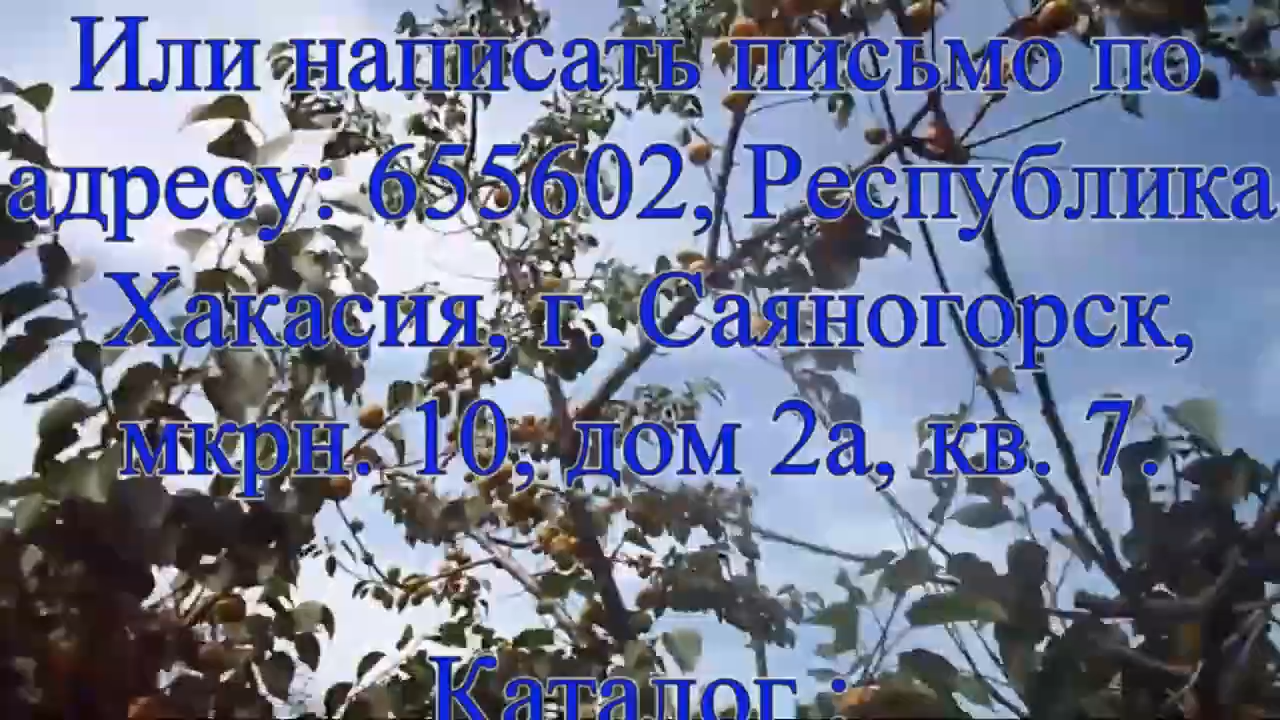 Или написать письмо по
адресу: 655602, Республика
Хакасия, г. Саяногорск,
мкрн. 10, дом 2а, кв. 7.
Каталог :